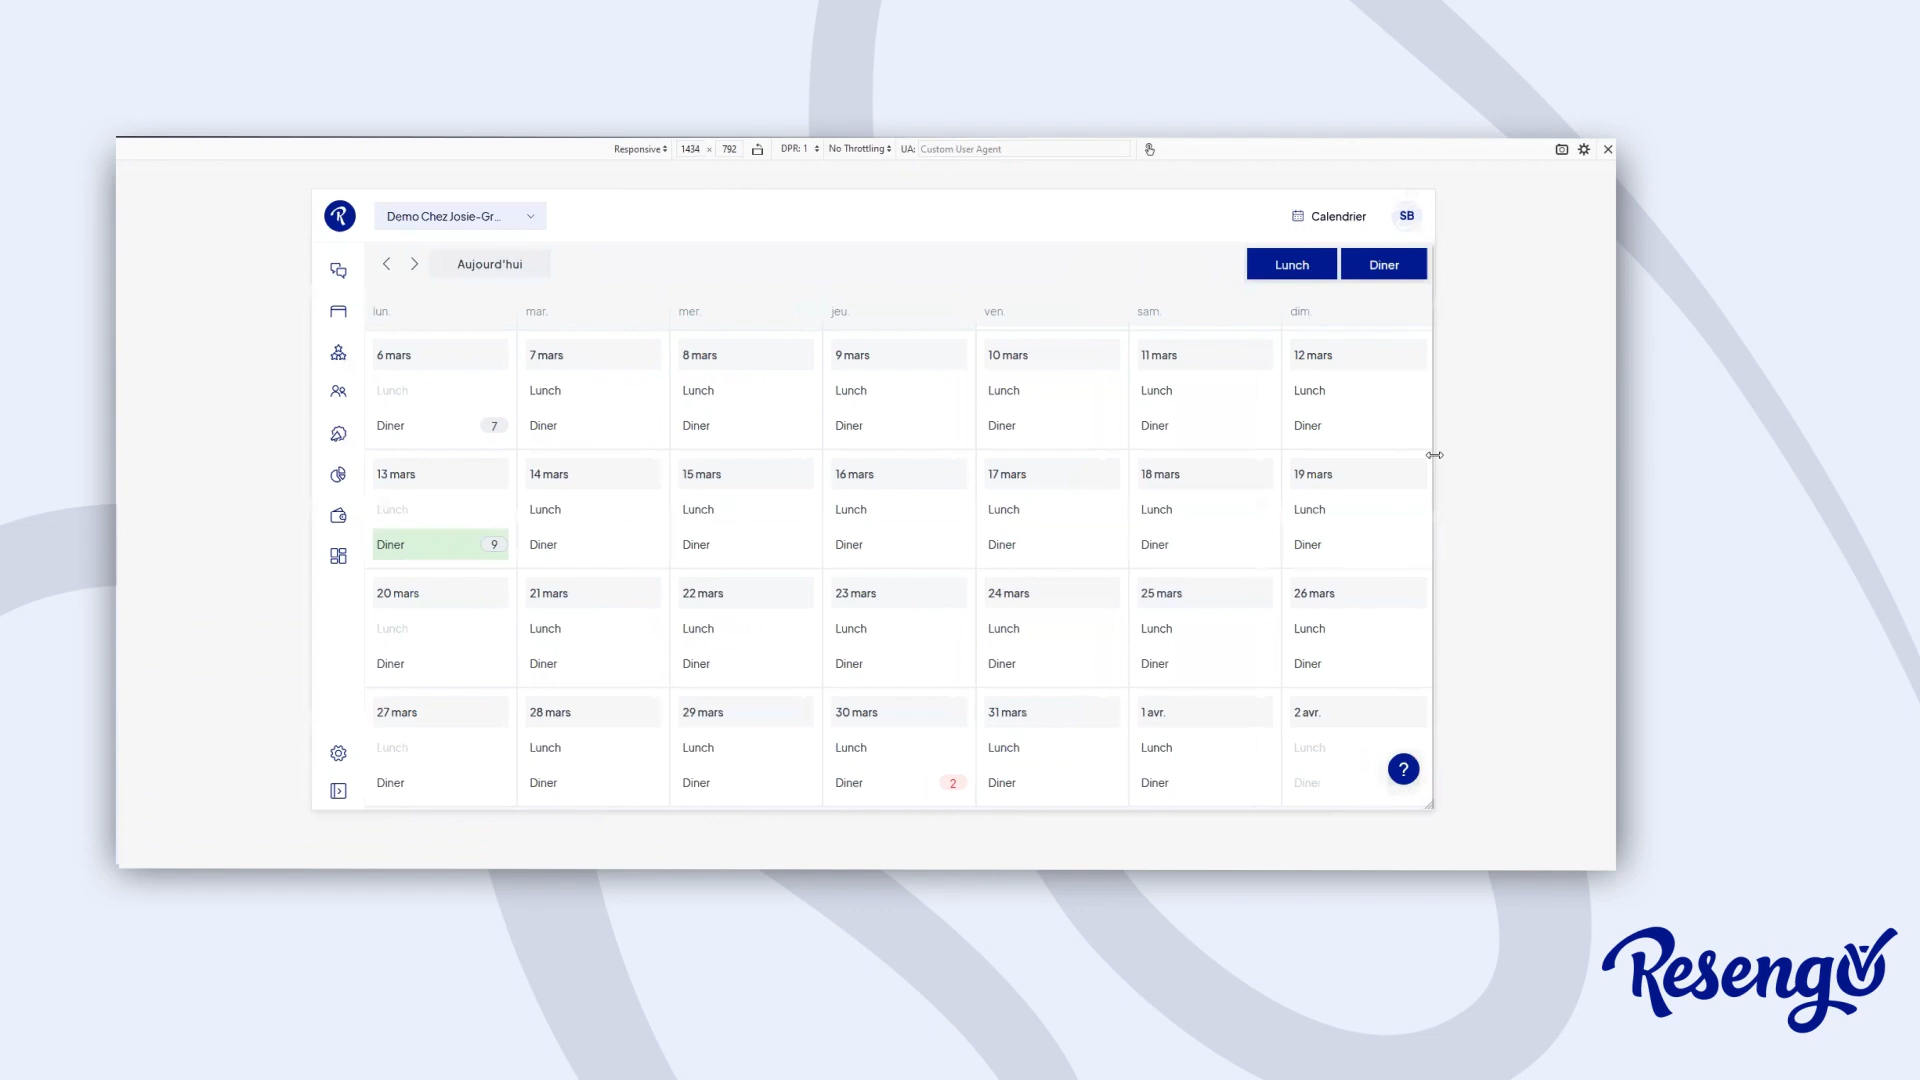 Responsive 1434 × 792 DPR: 1 No Throttling UA: Custom User Agent
Demo Chez Josie-Gr... Calendrier SB
Aujourd'hui Lunch Diner
lun. mar. mer. jeu. ven. sam. dim.
6 mars 7 mars 8 mars 9 mars 10 mars 11 mars 12 mars
Lunch Lunch Lunch Lunch Lunch Lunch Lunch
Diner 7 Diner Diner Diner Diner Diner Diner
13 mars 14 mars 15 mars 16 mars 17 mars 18 mars 19 mars
Lunch Lunch Lunch Lunch Lunch Lunch Lunch
Diner 9 Diner Diner Diner Diner Diner Diner
20 mars 21 mars 22 mars 23 mars 24 mars 25 mars 26 mars
Lunch Lunch Lunch Lunch Lunch Lunch Lunch
Diner Diner Diner Diner Diner Diner Diner
27 mars 28 mars 29 mars 30 mars 31 mars 1 avr. 2 avr.
Lunch Lunch Lunch Lunch Lunch Lunch Lunch
Diner Diner Diner Diner 2 Diner Diner Diner
?
Resengo